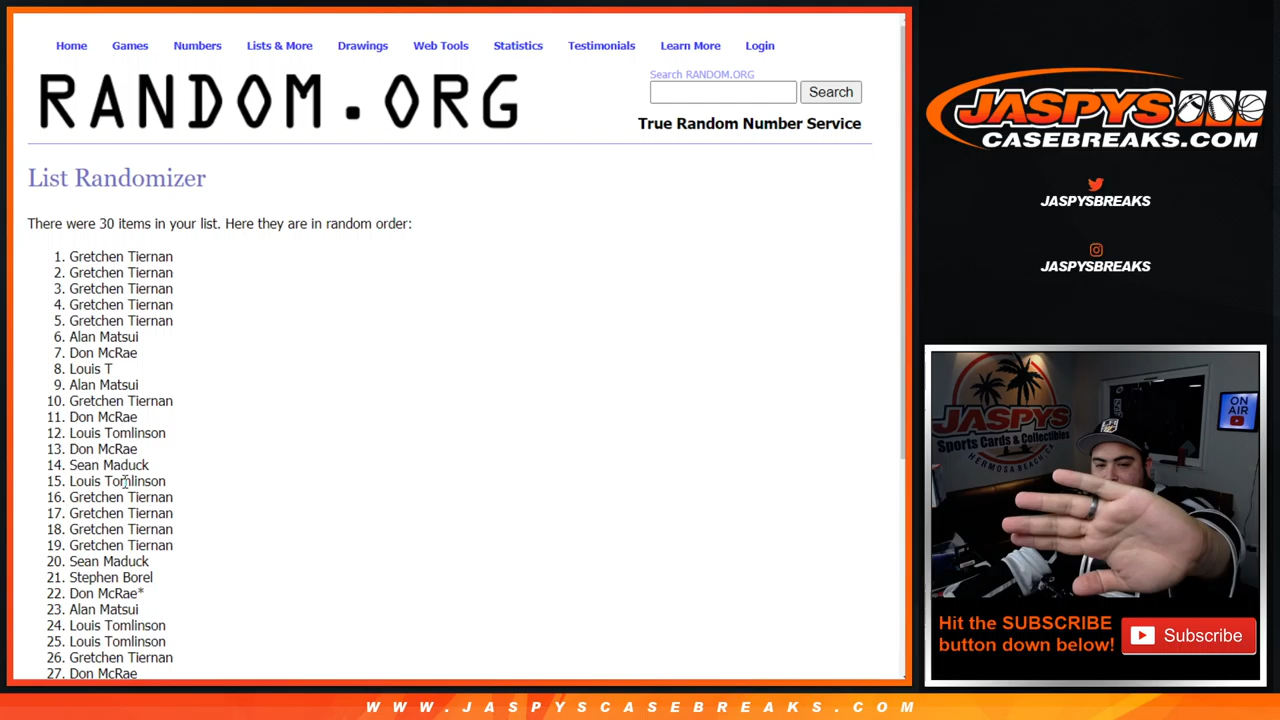 Home Games Numbers Lists & More Drawings Web Tools Statistics Testimonials Learn More Login
RANDOM.ORG
Search RANDOM.ORG
Search
True Random Number Service
List Randomizer
There were 30 items in your list. Here they are in random order:
1. Gretchen Tiernan
2. Gretchen Tiernan
3. Gretchen Tiernan
4. Gretchen Tiernan
5. Gretchen Tiernan
6. Alan Matsui
7. Don McRae
8. Louis T
9. Alan Matsui
10. Gretchen Tiernan
11. Don McRae
12. Louis Tomlinson
13. Don McRae
14. Sean Maduck
15. Louis Tomlinson
16. Gretchen Tiernan
17. Gretchen Tiernan
18. Gretchen Tiernan
19. Gretchen Tiernan
20. Sean Maduck
21. Stephen Borel
22. Don McRae*
23. Alan Matsui
24. Louis Tomlinson
25. Louis Tomlinson
26. Gretchen Tiernan
27. Don McRae
JASPYS
CASEBREAKS.COM
JASPYSBREAKS
JASPYSBREAKS
JASPYS
Sports Cards & Collectibles
HERMOSA BEACH, CA
ON AIR
Hit the SUBSCRIBE
button down below!
Subscribe
WWW.JASPYSCASEBREAKS.COM